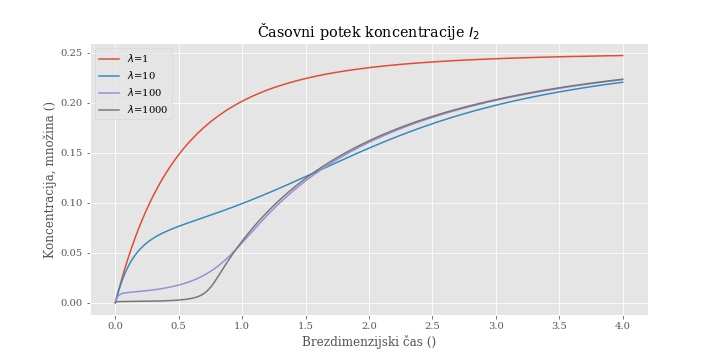 Časovni potek koncentracije I₂
λ=1
λ=10
λ=100
λ=1000
Koncentracija, množina ()
0.25
0.20
0.15
0.10
0.05
0.00
0.0 0.5 1.0 1.5 2.0 2.5 3.0 3.5 4.0
Brezdimenzijski čas ()